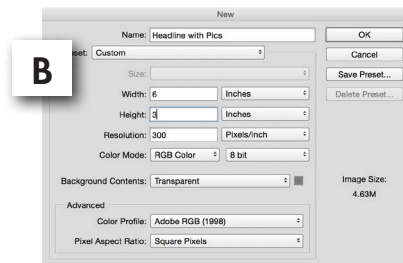 New
Name: Headline with Pics
OK
B
set: Custom
Cancel
Size:
Save Preset...
Width: 6 Inches
Delete Preset...
Height: 3 Inches
Resolution: 300 Pixels/Inch
Color Mode: RGB Color 8 bit
Background Contents: Transparent
Image Size:
4.63M
Advanced
Color Profile: Adobe RGB (1998)
Pixel Aspect Ratio: Square Pixels